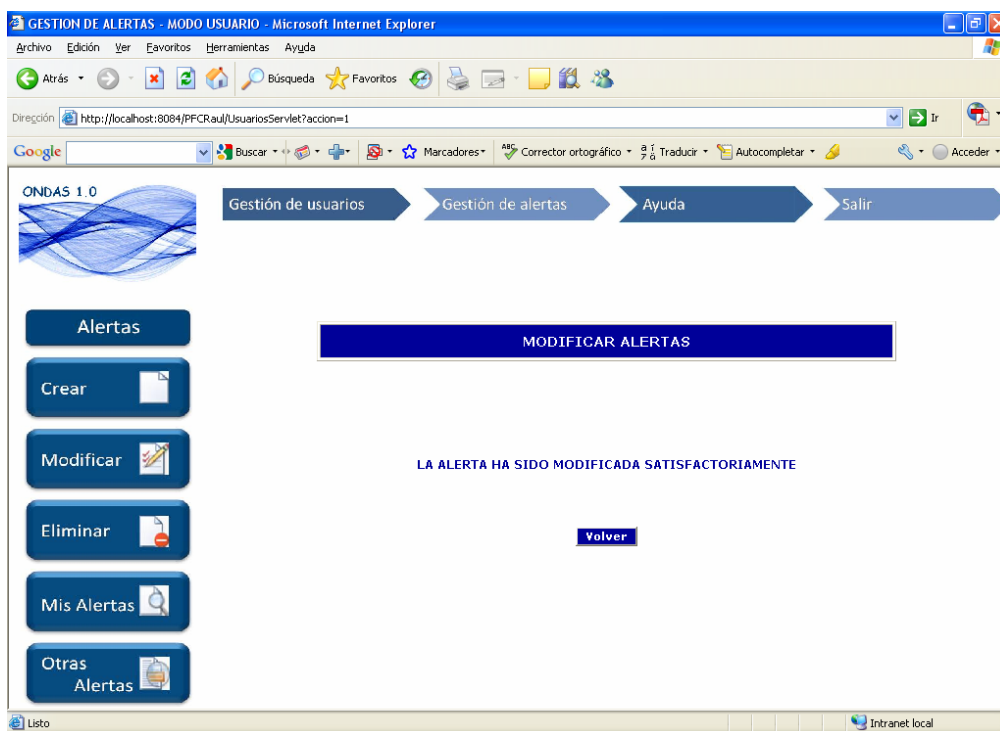 GESTION DE ALERTAS - MODO USUARIO - Microsoft Internet Explorer
Archivo Edición Ver Favoritos Herramientas Ayuda
Atrás Búsqueda Favoritos
Dirección http://localhost:8084/PFCRaul/UsuariosServlet?accion=1 Ir
Google Buscar Marcadores ABC Corrector ortográfico Traducir Autocompletar Acceder
ONDAS 1.0
Gestión de usuarios Gestión de alertas Ayuda Salir
Alertas
MODIFICAR ALERTAS
Crear
Modificar
LA ALERTA HA SIDO MODIFICADA SATISFACTORIAMENTE
Eliminar
Volver
Mis Alertas
Otras
Alertas
Listo Intranet local